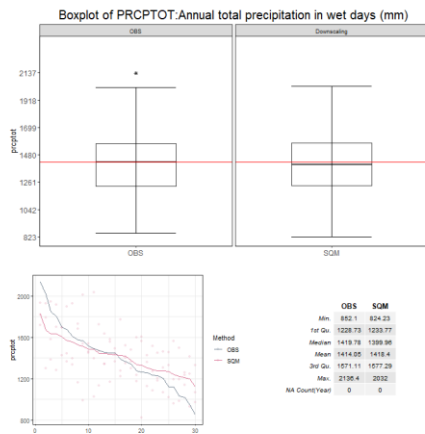 Boxplot of PRCPTOT:Annual total precipitation in wet days (mm)
OBS
Downscaling
2137
1918
1699
1480
1261
1042
823
prcptot
OBS
SQM
2000
1600
1200
800
prcptot
0
10
20
30
Method
OBS
SQM
OBS SQM
Min. 852.1 824.23
1st Qu. 1228.73 1233.77
Median 1419.78 1399.96
Mean 1414.05 1418.4
3rd Qu. 1571.11 1577.29
Max. 2136.4 2032
NA Count(Year) 0 0